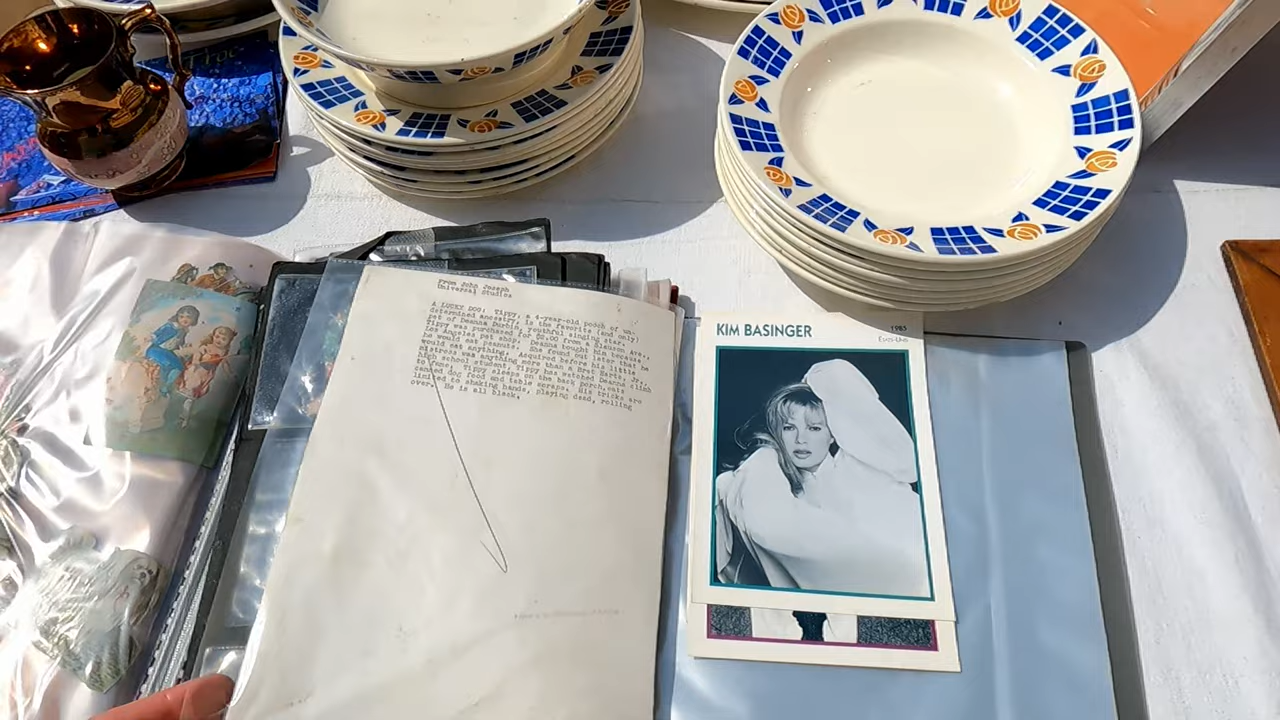 From John Joseph
Universal Studios
A LUCKY DOG: Tippy, a 4-year-old pooch of un-
determined ancestry, is the favorite (and only)
pet of Deanna Durbin, youthful singing star.
Tippy was purchased for $2.00 from a Vernon Ave.,
Los Angeles pet shop. Deanna bought him because he
would eat peanuts, but found out later that he
would eat anything. Acquired before his little
mistress was anything more than a Bret Harte Jr.
high school student, Tippy has watched Deanna climb
to fame. Tippy sleeps on the back porch, eats
canned dog food and table scraps. His tricks are
limited to shaking hands, playing dead, rolling
over. He is all black.
KIM BASINGER
1985